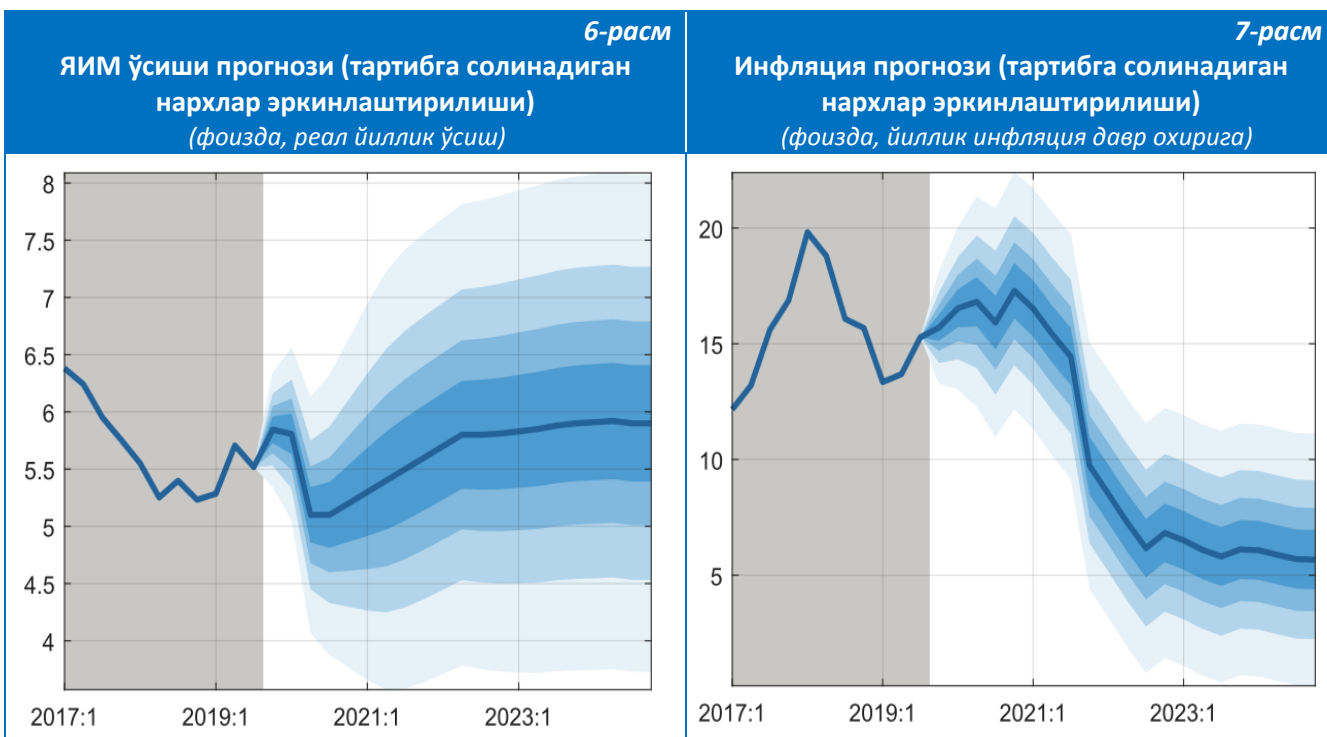 6-расм
ЯИМ ўсиши прогнози (тартибга солинадиган
нархлар эркинлаштирилиши)
(фоизда, реал йиллик ўсиш)
8
7.5
7
6.5
6
5.5
5
4.5
4
2017:1
2019:1
2021:1
2023:1
7-расм
Инфляция прогнози (тартибга солинадиган
нархлар эркинлаштирилиши)
(фоизда, йиллик инфляция давр охирига)
20
15
10
5
2017:1
2019:1
2021:1
2023:1